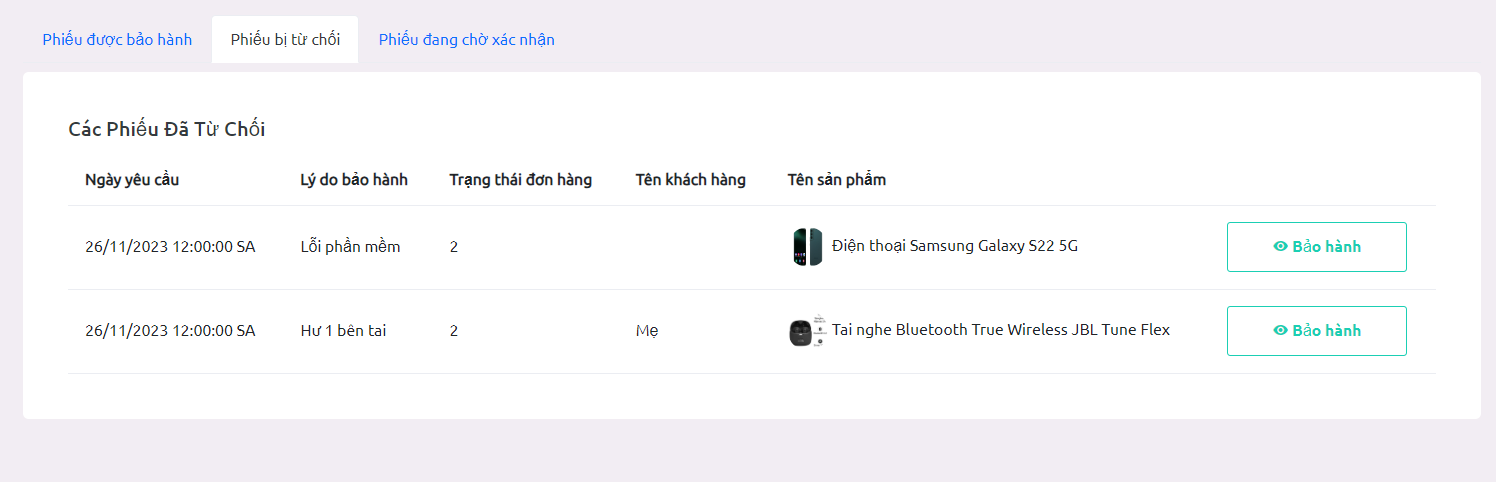 Phiếu được bảo hành Phiếu bị từ chối Phiếu đang chờ xác nhận
Các Phiếu Đã Từ Chối
Ngày yêu cầu Lý do bảo hành Trạng thái đơn hàng Tên khách hàng Tên sản phẩm
26/11/2023 12:00:00 SA Lỗi phần mềm 2 Điện thoại Samsung Galaxy S22 5G Bảo hành
26/11/2023 12:00:00 SA Hư 1 bên tai 2 Mẹ Tai nghe Bluetooth True Wireless JBL Tune Flex Bảo hành